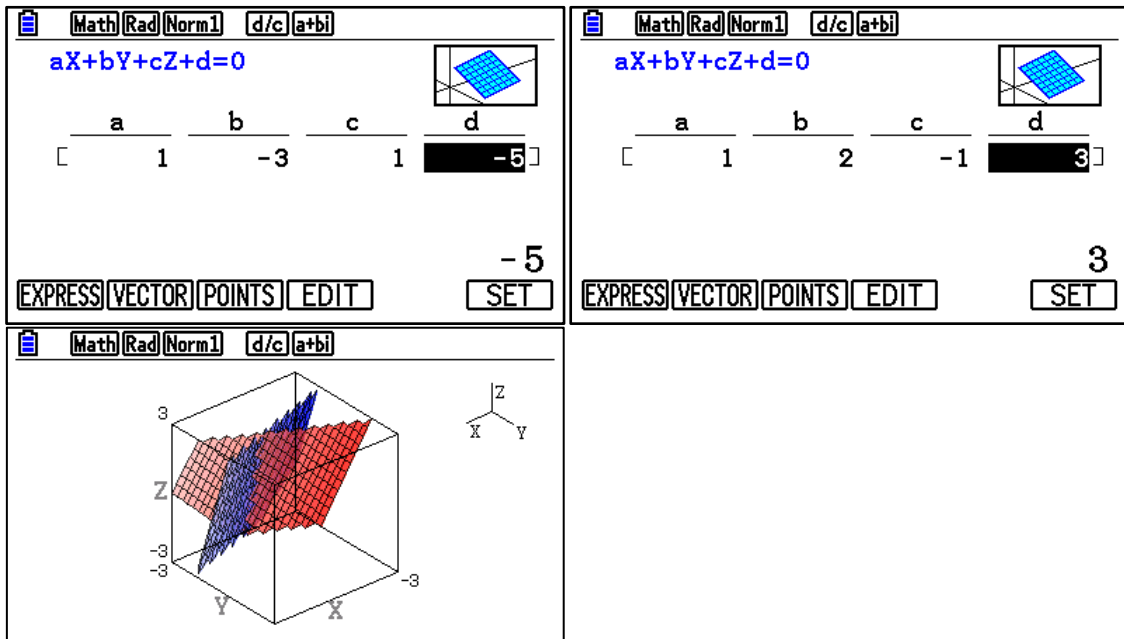 Math Rad Norm1 d/c a+bi
aX+bY+cZ+d=0
a b c d
[ 1 -3 1 -5 ]
-5
EXPRESS VECTOR POINTS EDIT SET
Math Rad Norm1 d/c a+bi
aX+bY+cZ+d=0
a b c d
[ 1 2 -1 3 ]
3
EXPRESS VECTOR POINTS EDIT SET
Math Rad Norm1 d/c a+bi
Z
X Y
3
Z
-3
-3
-3
Y X